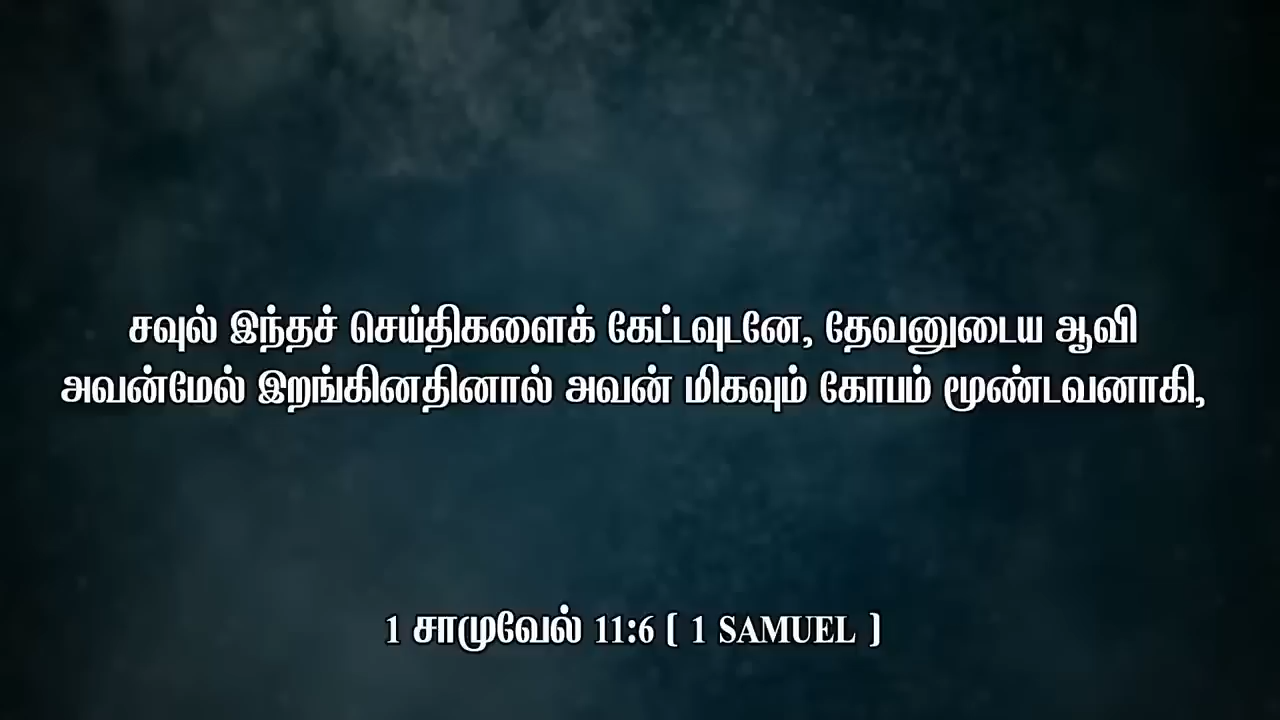 சவுல் இந்தச் செய்திகளைக் கேட்டவுடனே, தேவனுடைய ஆவி
அவன்மேல் இறங்கினதினால் அவன் மிகவும் கோபம் மூண்டவனாகி,
1 சாமுவேல் 11:6 [ 1 SAMUEL ]